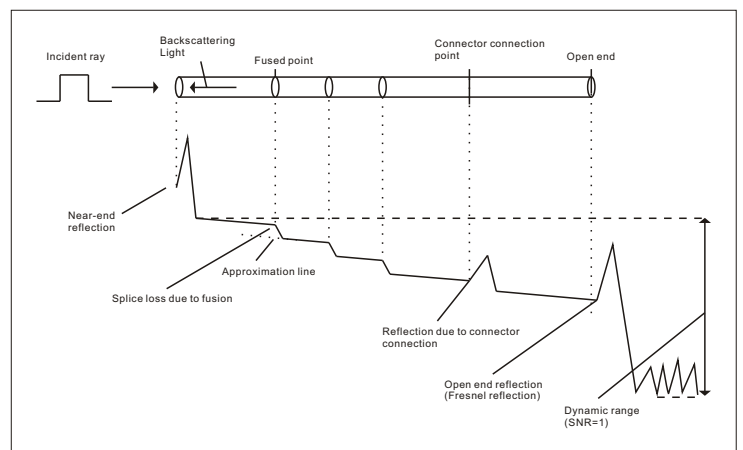 Incident ray
Backscattering
Light
Fused point
Connector connection
point
Open end
Near-end
reflection
Approximation line
Splice loss due to fusion
Reflection due to connector
connection
Open end reflection
(Fresnel reflection)
Dynamic range
(SNR=1)